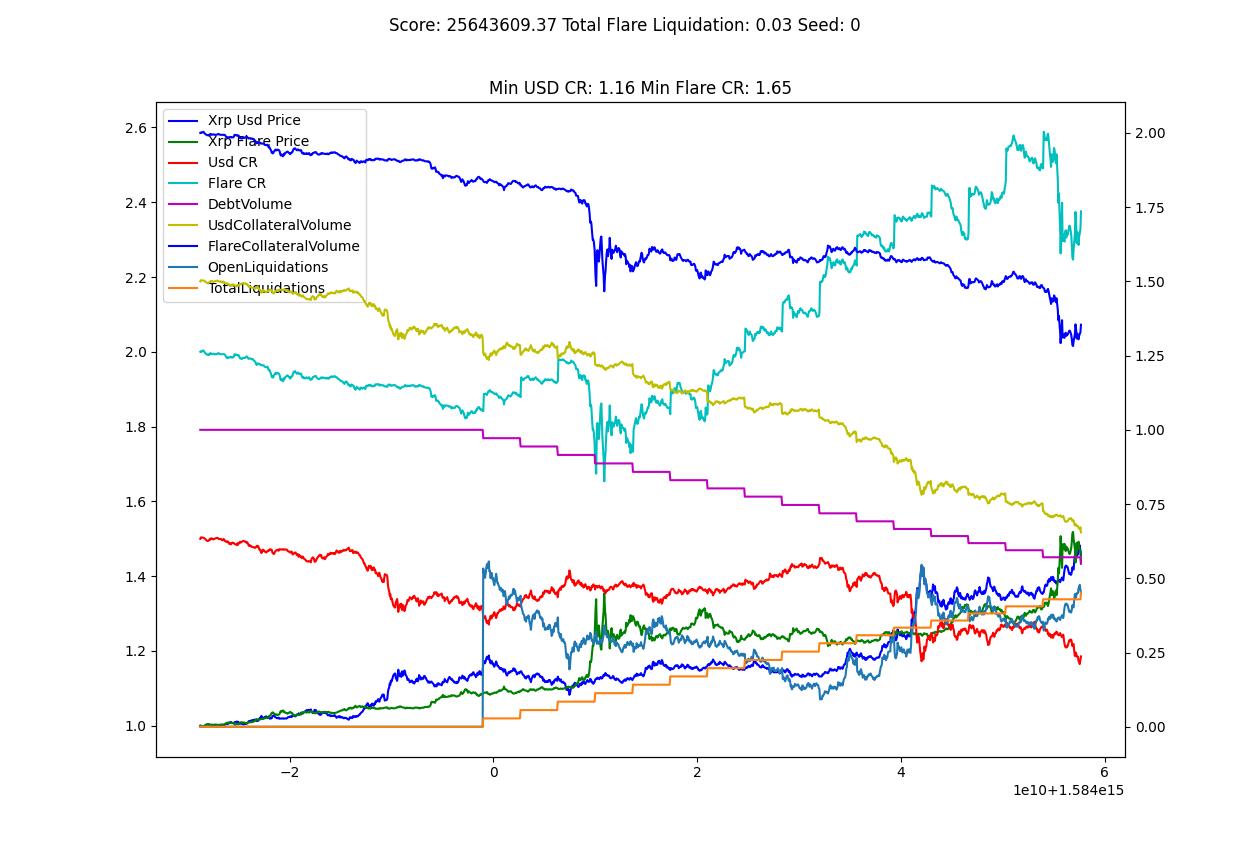 Score: 25643609.37 Total Flare Liquidation: 0.03 Seed: 0
Min USD CR: 1.16 Min Flare CR: 1.65
Xrp Usd Price
Xrp Flare Price
Usd CR
Flare CR
DebtVolume
UsdCollateralVolume
FlareCollateralVolume
OpenLiquidations
TotalLiquidations
2.6
2.4
2.2
2.0
1.8
1.6
1.4
1.2
1.0
2.00
1.75
1.50
1.25
1.00
0.75
0.50
0.25
0.00
−2 0 2 4 6
1e10+1.584e15